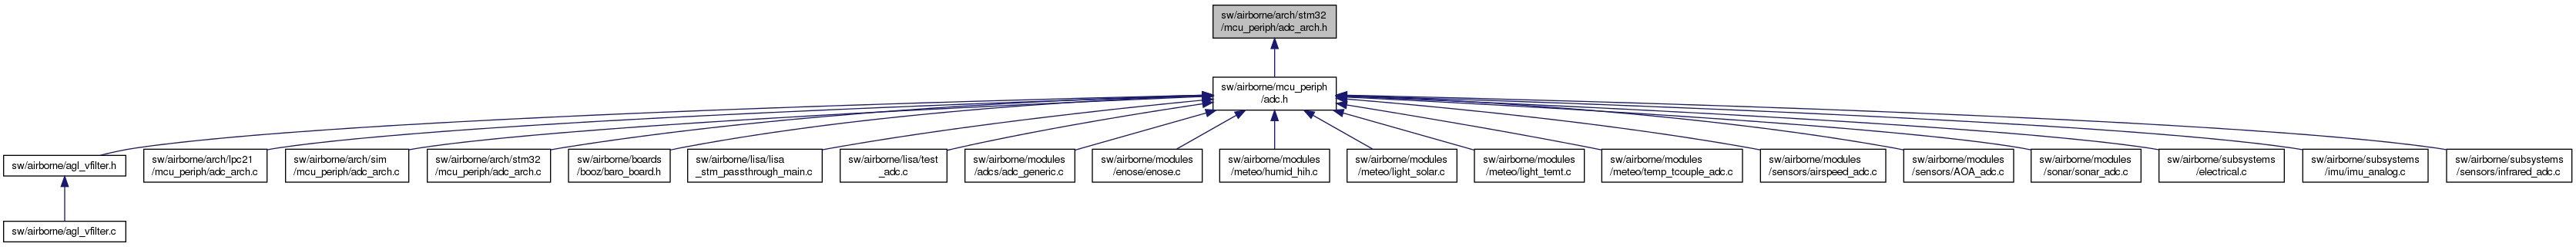 sw/airborne/arch/stm32
/mcu_periph/adc_arch.h
sw/airborne/mcu_periph
/adc.h
sw/airborne/agl_vfilter.h
sw/airborne/arch/lpc21
/mcu_periph/adc_arch.c
sw/airborne/arch/sim
/mcu_periph/adc_arch.c
sw/airborne/arch/stm32
/mcu_periph/adc_arch.c
sw/airborne/boards
/booz/baro_board.h
sw/airborne/lisa/lisa
_stm_passthrough_main.c
sw/airborne/lisa/test
_adc.c
sw/airborne/modules
/adcs/adc_generic.c
sw/airborne/modules
/enose/enose.c
sw/airborne/modules
/meteo/humid_hih.c
sw/airborne/modules
/meteo/light_solar.c
sw/airborne/modules
/meteo/light_temt.c
sw/airborne/modules
/meteo/temp_tcouple_adc.c
sw/airborne/modules
/sensors/airspeed_adc.c
sw/airborne/modules
/sensors/AOA_adc.c
sw/airborne/modules
/sonar/sonar_adc.c
sw/airborne/subsystems
/electrical.c
sw/airborne/subsystems
/imu/imu_analog.c
sw/airborne/subsystems
/sensors/infrared_adc.c
sw/airborne/agl_vfilter.c